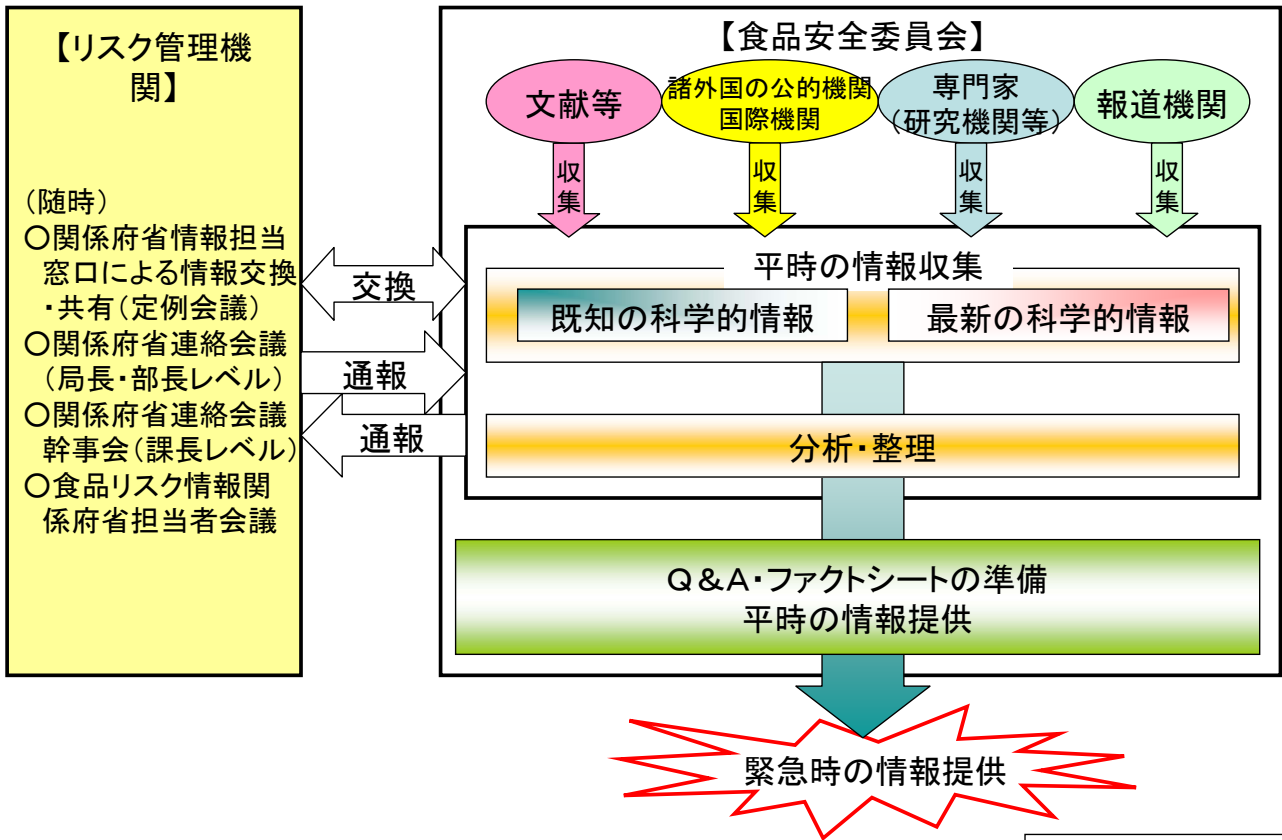 【リスク管理機
関】
(随時)
〇関係府省情報担当
窓口による情報交換
・共有(定例会議)
〇関係府省連絡会議
(局長・部長レベル)
〇関係府省連絡会議
幹事会(課長レベル)
〇食品リスク情報関
係府省担当者会議
交換
通報
通報
【食品安全委員会】
文献等
諸外国の公的機関
国際機関
専門家
(研究機関等)
報道機関
収集
収集
収集
収集
平時の情報収集
既知の科学的情報
最新の科学的情報
分析・整理
Q&A・ファクトシートの準備
平時の情報提供
緊急時の情報提供